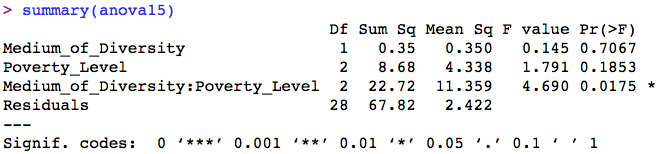 > summary(anova15)
Df Sum Sq Mean Sq F value Pr(>F)
Medium_of_Diversity 1 0.35 0.350 0.145 0.7067
Poverty_Level 2 8.68 4.338 1.791 0.1853
Medium_of_Diversity:Poverty_Level 2 22.72 11.359 4.690 0.0175 *
Residuals 28 67.82 2.422
---
Signif. codes: 0 ‘***’ 0.001 ‘**’ 0.01 ‘*’ 0.05 ‘.’ 0.1 ‘ ’ 1